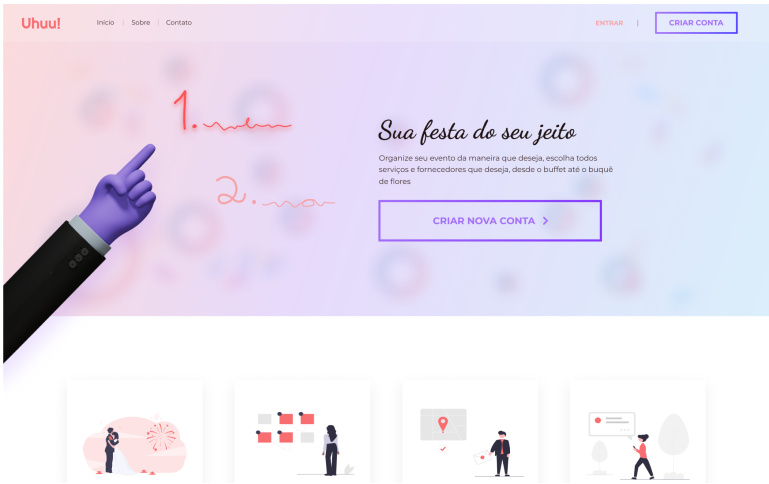 Uhuu!
Início
Sobre
Contato
ENTRAR
CRIAR CONTA
1.
2.
Sua festa do seu jeito
Organize seu evento da maneira que deseja, escolha todos
serviços e fornecedores que deseja, desde o buffet até o buquê
de flores
CRIAR NOVA CONTA